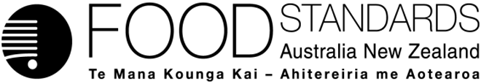 FOOD STANDARDS
Australia New Zealand
Te Mana Kounga Kai – Ahitereiria me Aotearoa